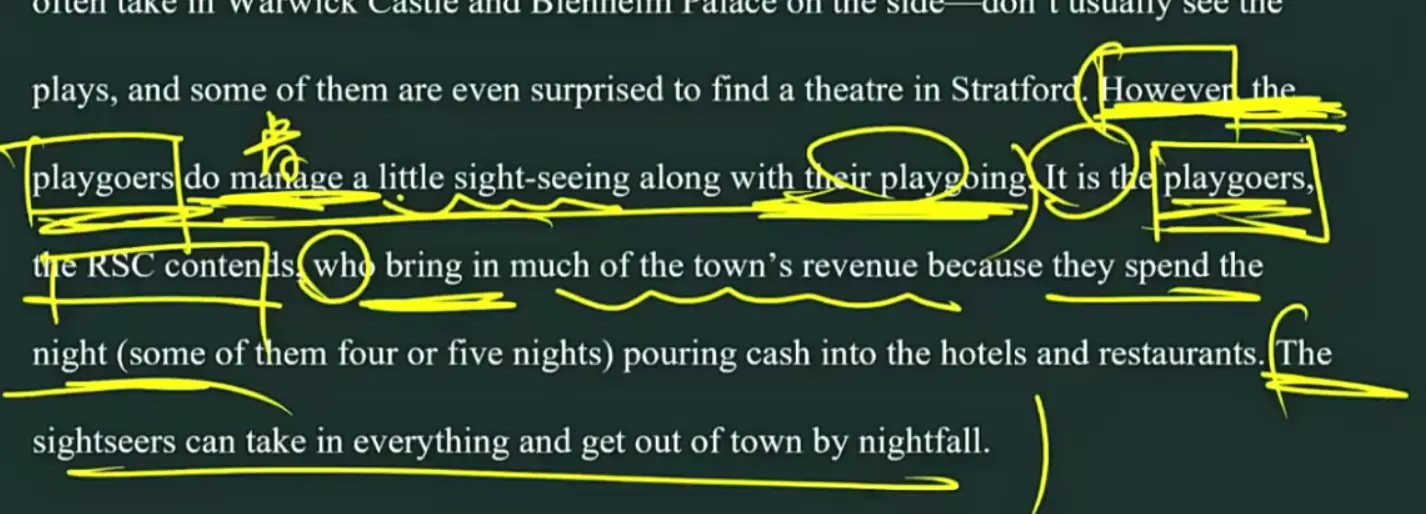 often take in Warwick Castle and Blenheim Palace on the side—don't usually see the
plays, and some of them are even surprised to find a theatre in Stratford. However, the
playgoers do manage a little sight-seeing along with their playgoing. It is the playgoers,
the RSC contends, who bring in much of the town's revenue because they spend the
night (some of them four or five nights) pouring cash into the hotels and restaurants. The
sightseers can take in everything and get out of town by nightfall.